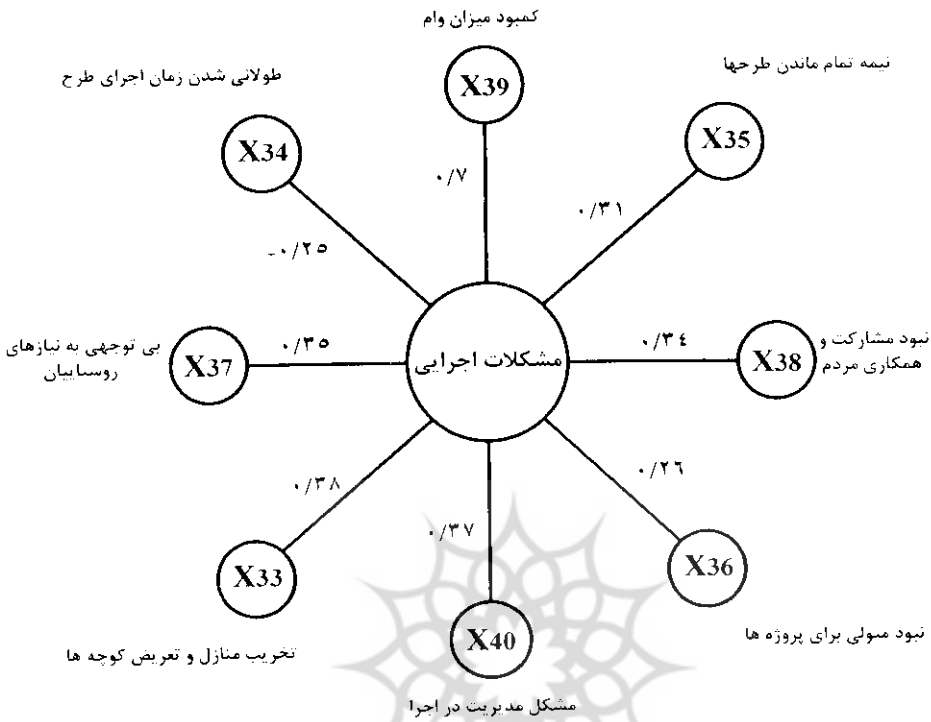 کمبود میزان وام
X39
نیمه تمام ماندن طرحها
X35
طولانی شدن زمان اجرای طرح
X34
۰/۷
۰/۳۱
-۰/۲۵
نبود مشارکت و
همکاری مردم
X38
۰/۳٤
مشکلات اجرایی
۰/۳۵
X37
بی توجهی به نیازهای
روستاییان
۰/۲٦
۰/۳۸
۰/۳۷
X36
نبود متولی برای پروژه ها
X33
تخریب منازل و تعریض کوچه ها
X40
مشکل مدیریت در اجرا